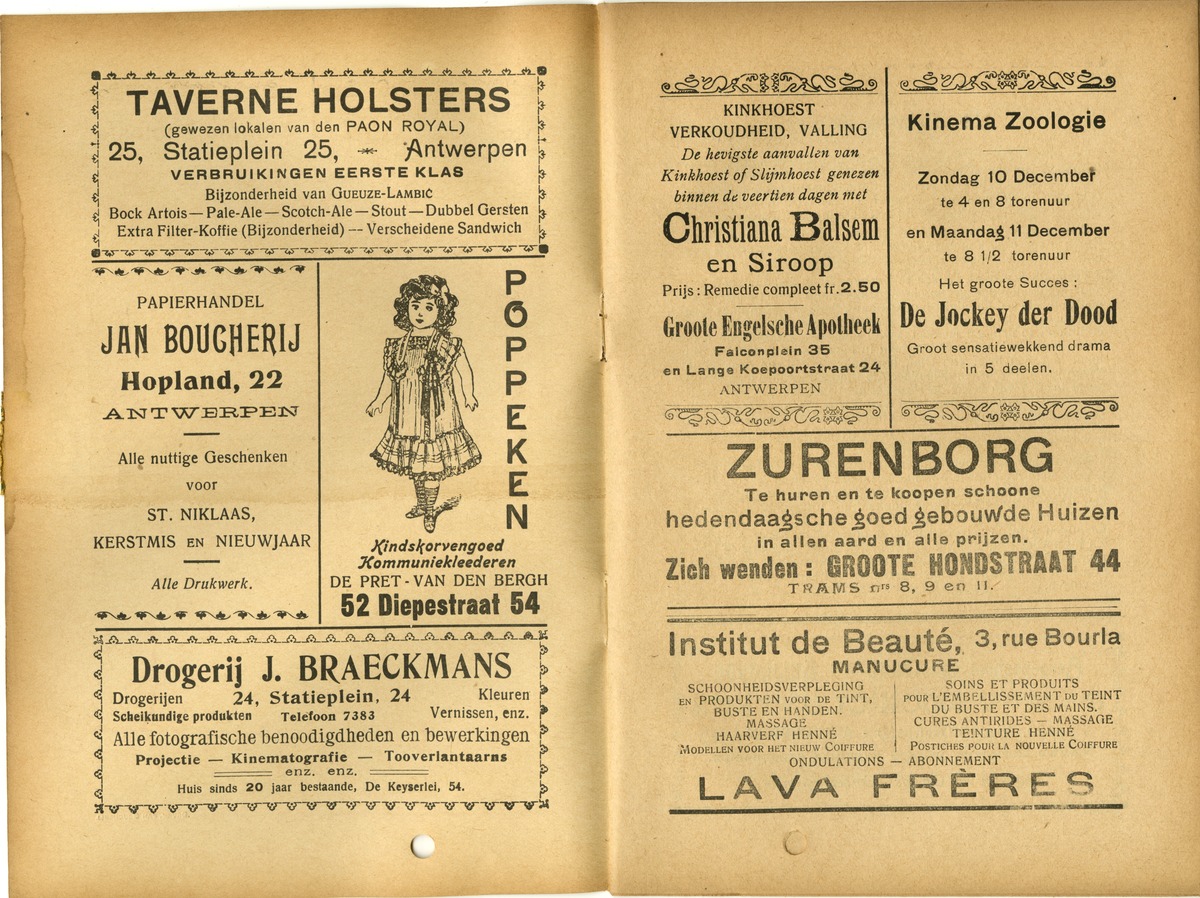 TAVERNE HOLSTERS
(gewezen lokalen van den PAON ROYAL)
25, Statieplein 25, Antwerpen
VERBRUIKINGEN EERSTE KLAS
Bijzonderheid van GUEUZE-LAMBIC
Bock Artois — Pale-Ale — Scotch-Ale — Stout — Dubbel Gersten
Extra Filter-Koffie (Bijzonderheid) — Verscheidene Sandwich
PAPIERHANDEL
JAN BOUCHERIJ
Hopland, 22
ANTWERPEN
Alle nuttige Geschenken
voor
ST. NIKLAAS,
KERSTMIS EN NIEUWJAAR
Alle Drukwerk.
POPPEKEN
Kindskorvengoed
Kommuniekleederen
DE PRET - VAN DEN BERGH
52 Diepestraat 54
Drogerij J. BRAECKMANS
Drogerijen 24, Statieplein, 24 Kleuren
Scheikundige produkten Telefoon 7383 Vernissen, enz.
Alle fotografische benoodigdheden en bewerkingen
Projectie — Kinematografie — Tooverlantaarns
enz. enz.
Huis sinds 20 jaar bestaande, De Keyserlei, 54.
KINKHOEST
VERKOUDHEID, VALLING
De hevigste aanvallen van
Kinkhoest of Slijmhoest genezen
binnen de veertien dagen met
Christiana Balsem
en Siroop
Prijs : Remedie compleet fr. 2.50
Groote Engelsche Apotheek
Falconplein 35
en Lange Koepoortstraat 24
ANTWERPEN
Kinema Zoologie
Zondag 10 December
te 4 en 8 torenuur
en Maandag 11 December
te 8 1/2 torenuur
Het groote Succes :
De Jockey der Dood
Groot sensatiewekkend drama
in 5 deelen.
ZURENBORG
Te huren en te koopen schoone
hedendaagsche goed gebouwde Huizen
in allen aard en alle prijzen.
Zich wenden : GROOTE HONDSTRAAT 44
TRAMS nrs 8, 9 en 11.
Institut de Beauté, 3, rue Bourla
MANUCURE
SCHOONHEIDSVERPLEGING
EN PRODUKTEN VOOR DE TINT,
BUSTE EN HANDEN.
MASSAGE
HAARVERF HENNÉ
MODELLEN VOOR HET NIEUW COIFFURE
SOINS ET PRODUITS
POUR L'EMBELLISSEMENT DU TEINT
DU BUSTE ET DES MAINS.
CURES ANTIRIDES — MASSAGE
TEINTURE HENNÉ
POSTICHES POUR LA NOUVELLE COIFFURE
ONDULATIONS — ABONNEMENT
LAVA FRÈRES